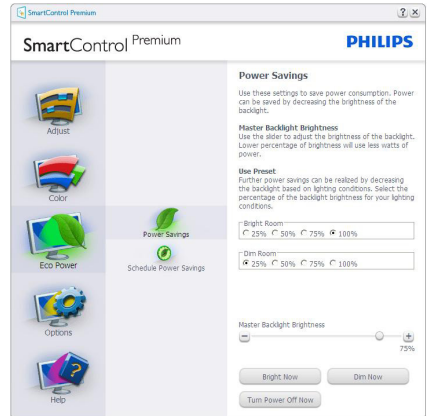 SmartControl Premium
SmartControl Premium
PHILIPS
Adjust
Color
Eco Power
Options
Help
Power Savings
Schedule Power Savings
Power Savings
Use these settings to save power consumption. Power
can be saved by decreasing the brightness of the
backlight.
Master Backlight Brightness
Use the slider to adjust the brightness of the backlight.
Lower percentage of brightness will use less watts of
power.
Use Preset
Further power savings can be realized by decreasing
the backlight based on lighting conditions. Select the
percentage of the backlight brightness for your lighting
conditions.
Bright Room
25% 50% 75% 100%
Dim Room
25% 50% 75% 100%
Master Backlight Brightness
75%
Bright Now Dim Now
Turn Power Off Now